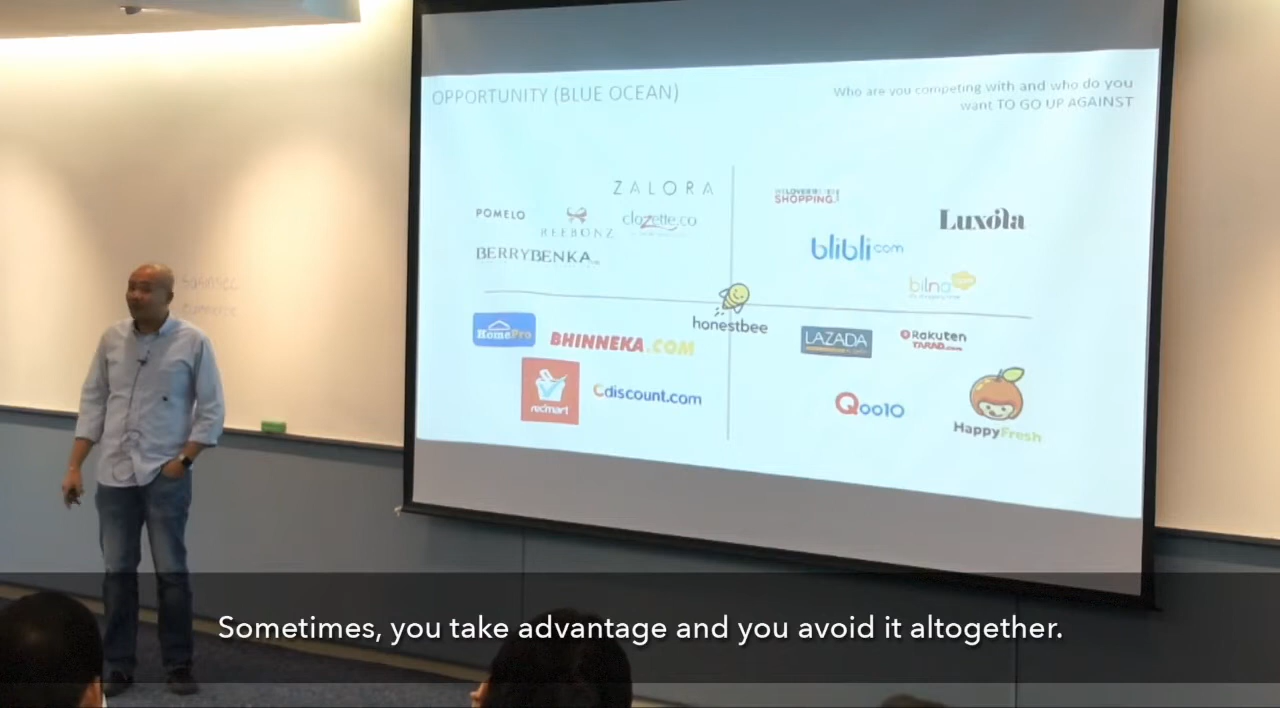 OPPORTUNITY (BLUE OCEAN)
Who are you competing with and who do you
want TO GO UP AGAINST
ZALORA
POMELO
REEBONZ
clozette.co
BERRYBENKA
WELOVE
SHOPPING
Luxola
blibli.com
bilna
honestbee
HomePro
BHINNEKA.COM
redmart
Cdiscount.com
LAZADA
Rakuten
TARAD.com
Qoo10
HappyFresh
Sometimes, you take advantage and you avoid it altogether.